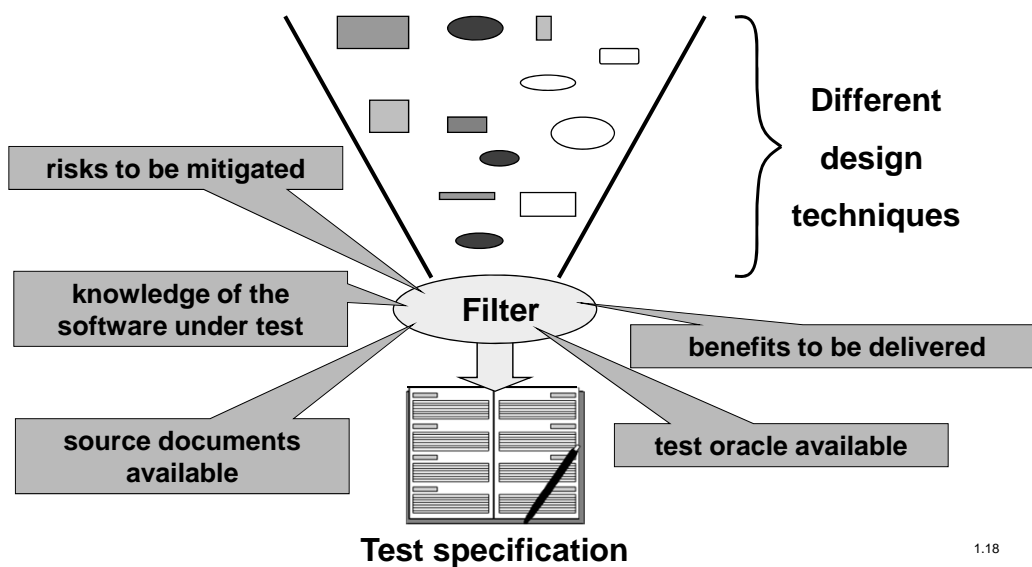 Different
design
techniques
risks to be mitigated
knowledge of the
software under test
Filter
benefits to be delivered
source documents
available
test oracle available
Test specification
1.18